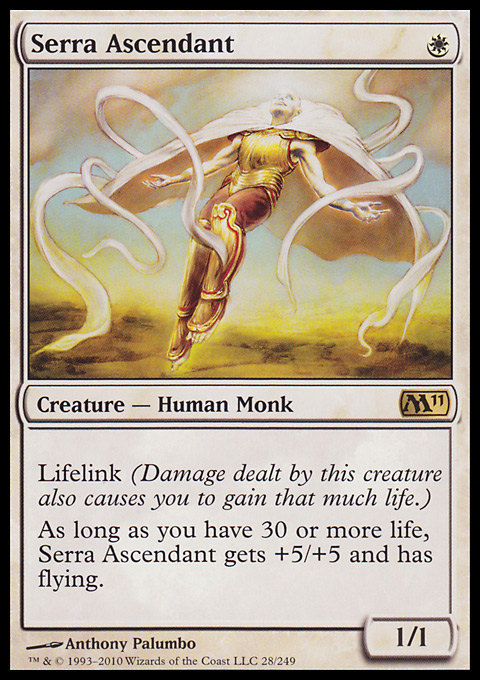 Serra Ascendant
Creature — Human Monk
M11
Lifelink (Damage dealt by this creature
also causes you to gain that much life.)
As long as you have 30 or more life,
Serra Ascendant gets +5/+5 and has
flying.
1/1
Anthony Palumbo
™ & © 1993–2010 Wizards of the Coast LLC 28/249